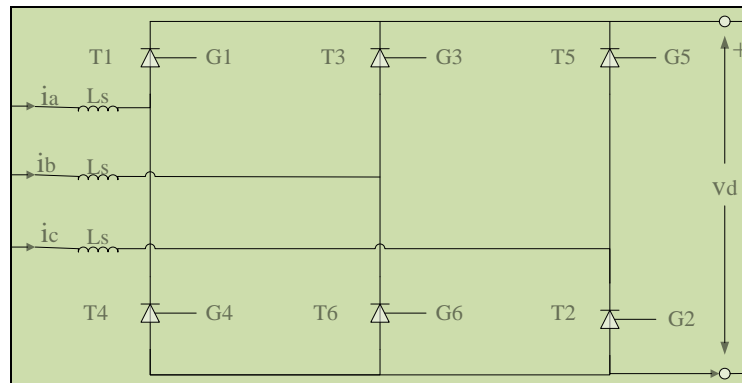 T1 G1 T3 G3 T5 G5 +
ia Ls
ib Ls
vd
ic Ls
T4 G4 T6 G6 T2 G2